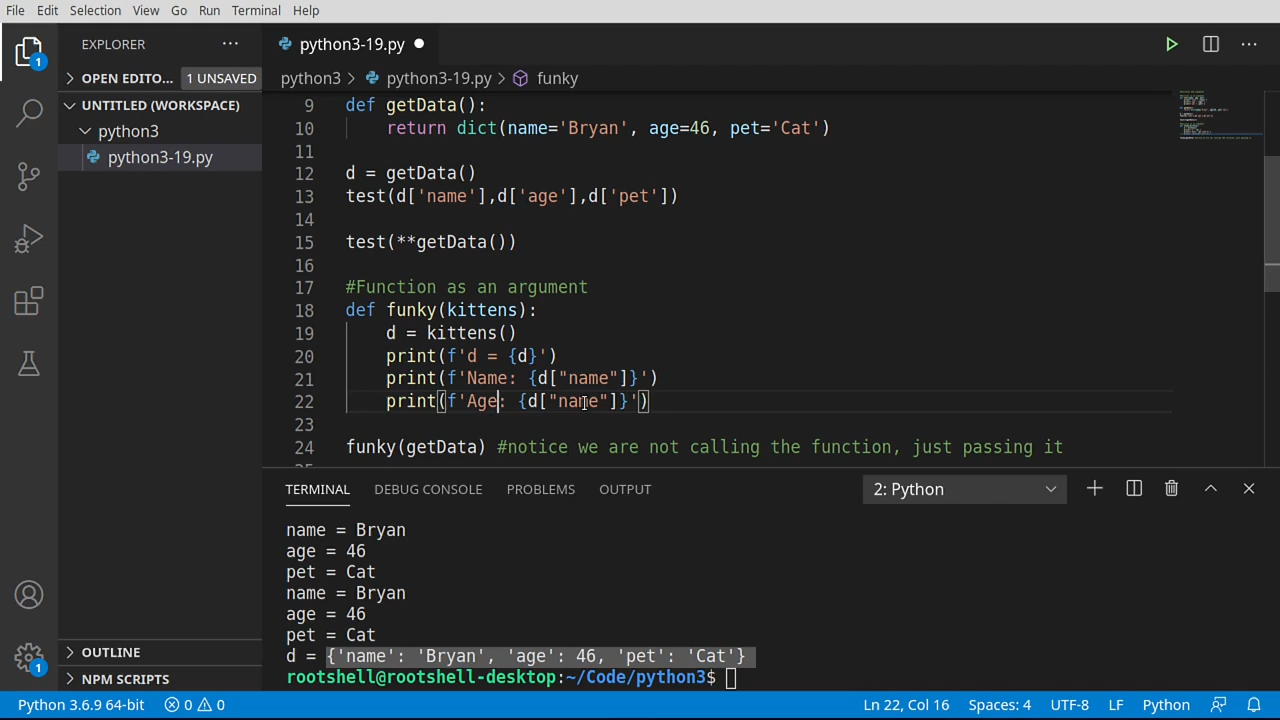 File Edit Selection View Go Run Terminal Help
EXPLORER
python3-19.py
OPEN EDITO... 1 UNSAVED
python3 > python3-19.py > funky
UNTITLED (WORKSPACE)
python3
python3-19.py
9 def getData():
10 return dict(name='Bryan', age=46, pet='Cat')
11
12 d = getData()
13 test(d['name'],d['age'],d['pet'])
14
15 test(**getData())
16
17 #Function as an argument
18 def funky(kittens):
19 d = kittens()
20 print(f'd = {d}')
21 print(f'Name: {d["name"]}')
22 print(f'Age: {d["name"]}')
23
24 funky(getData) #notice we are not calling the function, just passing it
TERMINAL DEBUG CONSOLE PROBLEMS OUTPUT 2: Python
name = Bryan
age = 46
pet = Cat
name = Bryan
age = 46
pet = Cat
d = {'name': 'Bryan', 'age': 46, 'pet': 'Cat'}
rootshell@rootshell-desktop:~/Code/python3$
OUTLINE
NPM SCRIPTS
1
1
Python 3.6.9 64-bit 0 0 Ln 22, Col 16 Spaces: 4 UTF-8 LF Python